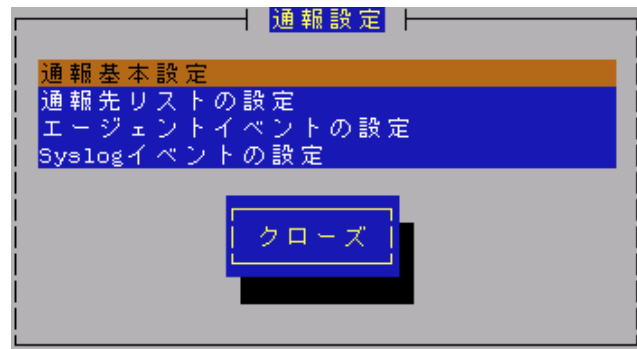 通報設定
通報基本設定
通報先リストの設定
エージェントイベントの設定
Syslogイベントの設定
クローズ